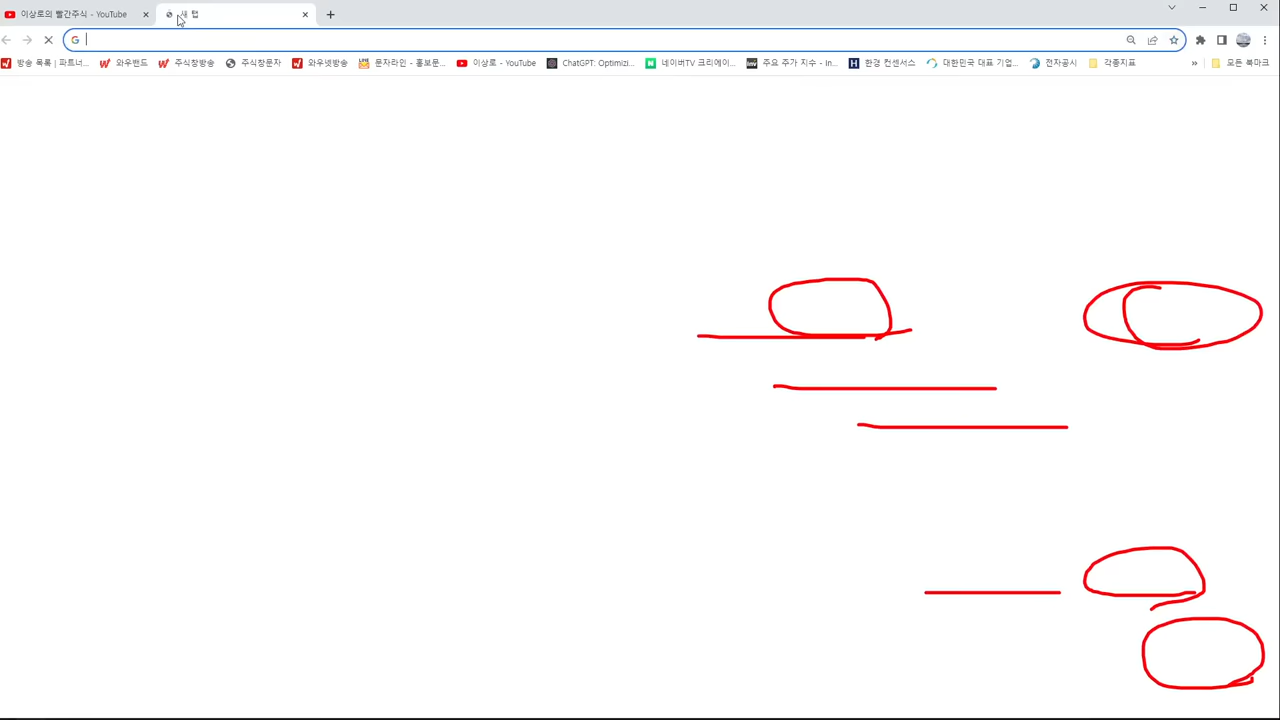 이상로의 빨간주식 - YouTube
새 탭
방송 목록 | 파트너...
와우밴드
주식창방송
주식창문자
와우넷방송
문자라인 - 홍보문...
이상로 - YouTube
ChatGPT: Optimizi...
네이버TV 크리에이...
주요 주가 지수 - In...
한경 컨센서스
대한민국 대표 기업...
전자공시
각종지표
»
모든 북마크